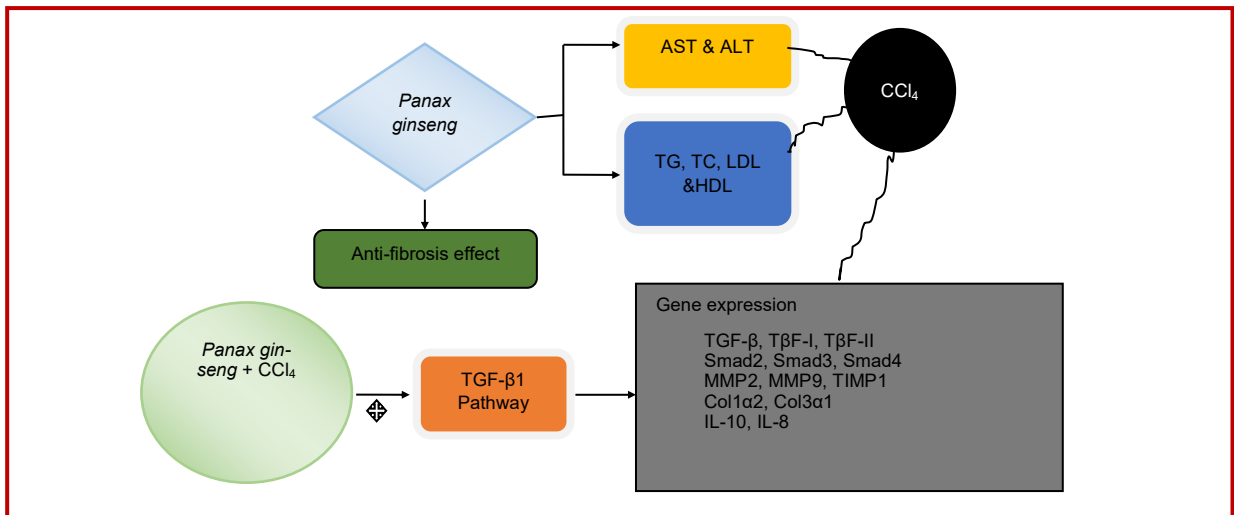 AST & ALT
CCl₄
Panax
ginseng
TG, TC, LDL
&HDL
Anti-fibrosis effect
Gene expression
TGF-β, TβF-I, TβF-II
Smad2, Smad3, Smad4
MMP2, MMP9, TIMP1
Col1α2, Col3α1
IL-10, IL-8
Panax gin-
seng + CCl₄
TGF-β1
Pathway